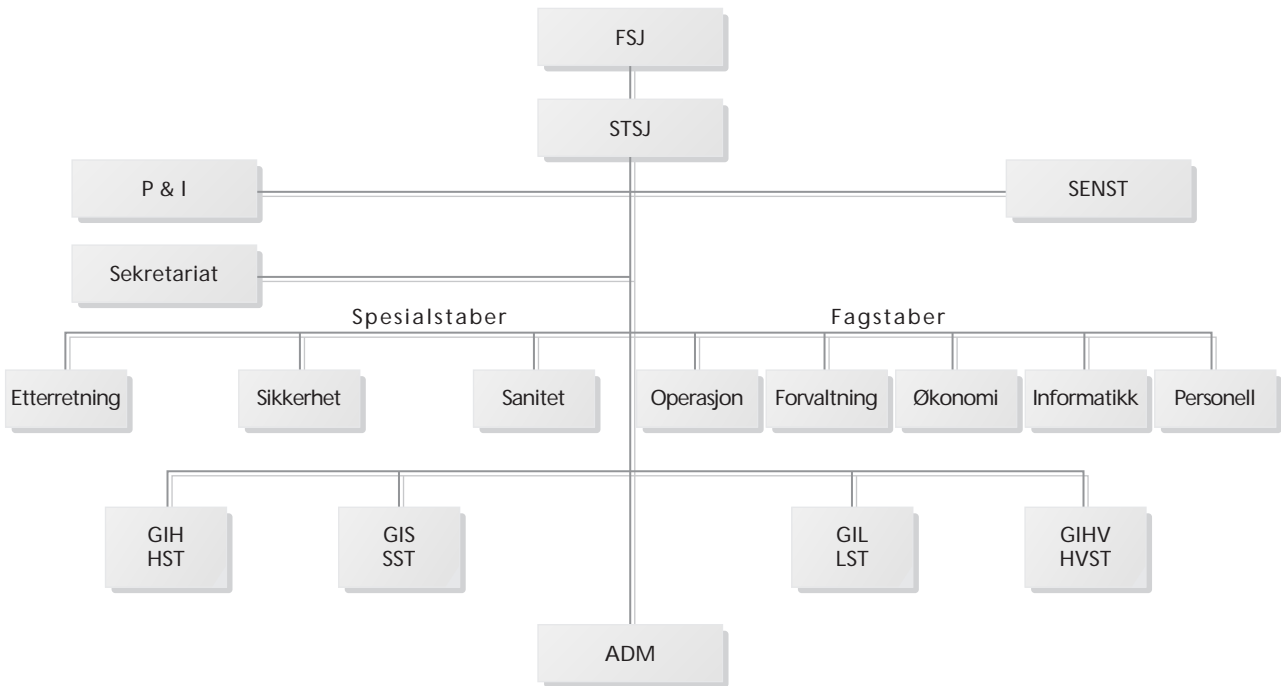 FSJ
STSJ
P & I
SENST
Sekretariat
Spesialstaber
Fagstaber
Etterretning
Sikkerhet
Sanitet
Operasjon
Forvaltning
Økonomi
Informatikk
Personell
GIH
HST
GIS
SST
GIL
LST
GIHV
HVST
ADM